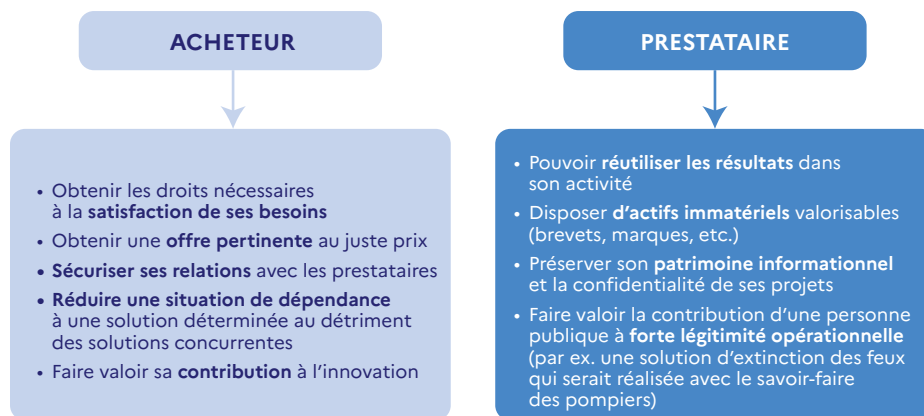 ACHETEUR
• Obtenir les droits nécessaires
à la satisfaction de ses besoins
• Obtenir une offre pertinente au juste prix
• Sécuriser ses relations avec les prestataires
• Réduire une situation de dépendance
à une solution déterminée au détriment
des solutions concurrentes
• Faire valoir sa contribution à l’innovation
PRESTATAIRE
• Pouvoir réutiliser les résultats dans
son activité
• Disposer d’actifs immatériels valorisables
(brevets, marques, etc.)
• Préserver son patrimoine informationnel
et la confidentialité de ses projets
• Faire valoir la contribution d’une personne
publique à forte légitimité opérationnelle
(par ex. une solution d’extinction des feux
qui serait réalisée avec le savoir-faire
des pompiers)